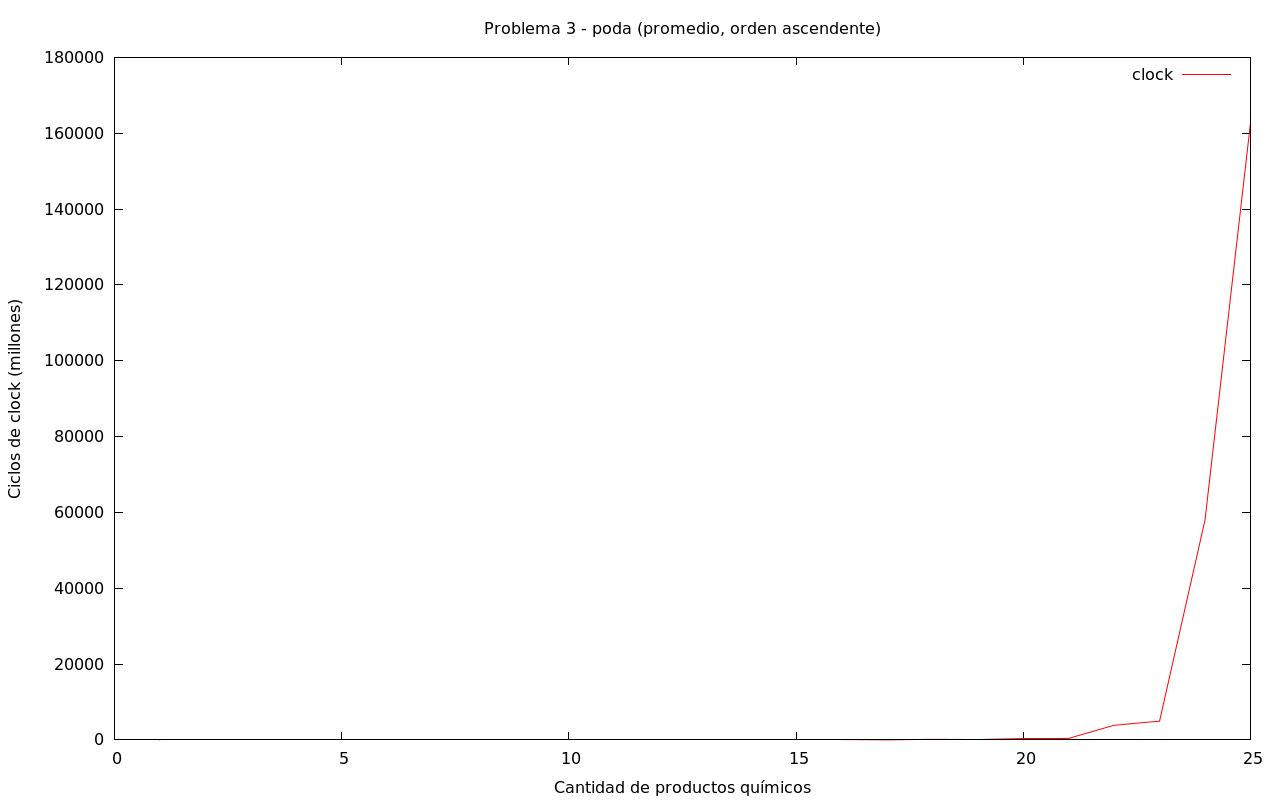 Problema 3 - poda (promedio, orden ascendente)
clock
180000
160000
140000
120000
100000
80000
60000
40000
20000
0
Ciclos de clock (millones)
0 5 10 15 20 25
Cantidad de productos químicos